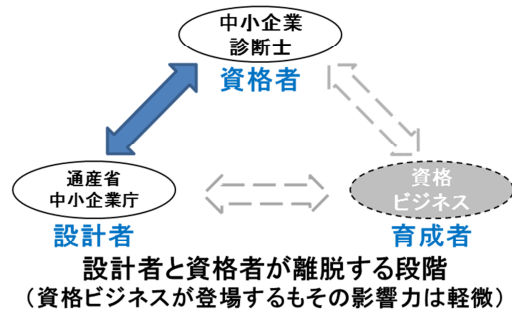 中小企業
診断士
資格者
通産省
中小企業庁
設計者
資格
ビジネス
育成者
設計者と資格者が離脱する段階
（資格ビジネスが登場するもその影響力は軽微）